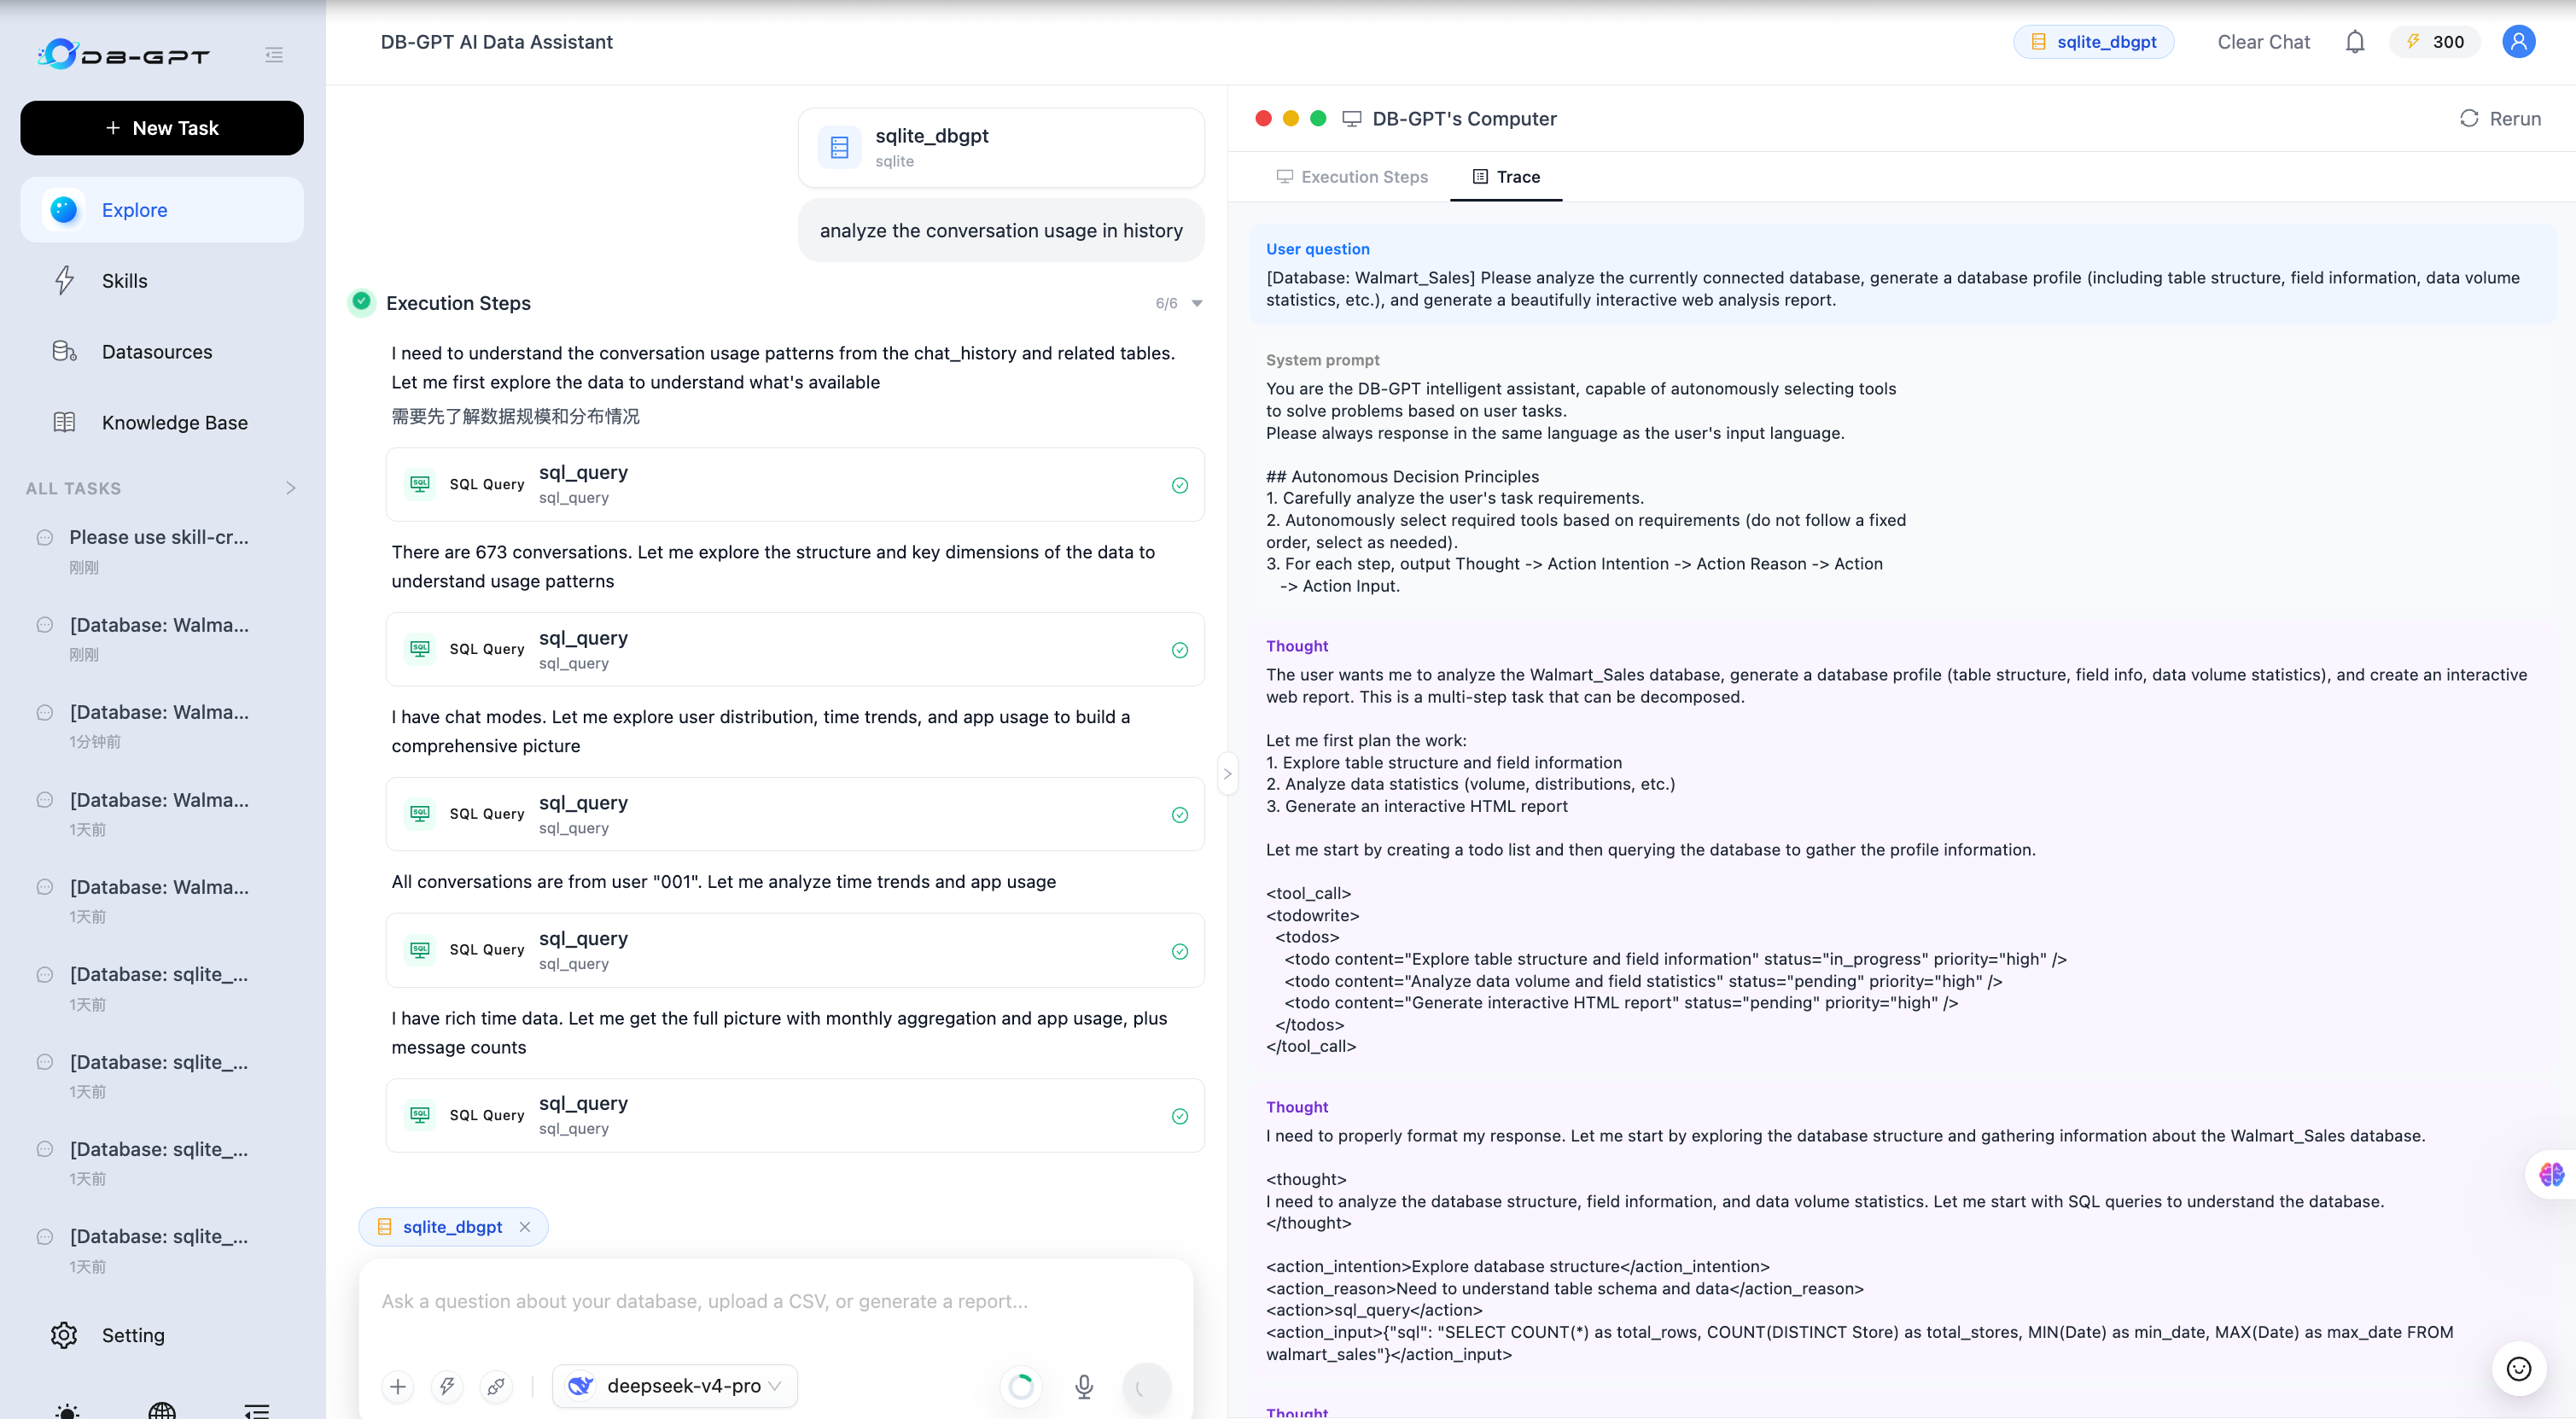 DB-GPT
New Task
Explore
Skills
Datasources
Knowledge Base
ALL TASKS
Please use skill-cr...
刚刚
[Database: Walma...
刚刚
[Database: Walma...
1分钟前
[Database: Walma...
1天前
[Database: Walma...
1天前
[Database: sqlite_...
1天前
[Database: sqlite_...
1天前
[Database: sqlite_...
1天前
[Database: sqlite_...
1天前
Setting
DB-GPT AI Data Assistant
sqlite_dbgpt
Clear Chat
300
sqlite_dbgpt
sqlite
analyze the conversation usage in history
Execution Steps
6/6
I need to understand the conversation usage patterns from the chat_history and related tables.
Let me first explore the data to understand what's available
需要先了解数据规模和分布情况
SQL Query
sql_query
sql_query
There are 673 conversations. Let me explore the structure and key dimensions of the data to
understand usage patterns
SQL Query
sql_query
sql_query
I have chat modes. Let me explore user distribution, time trends, and app usage to build a
comprehensive picture
SQL Query
sql_query
sql_query
All conversations are from user "001". Let me analyze time trends and app usage
SQL Query
sql_query
sql_query
I have rich time data. Let me get the full picture with monthly aggregation and app usage, plus
message counts
SQL Query
sql_query
sql_query
sqlite_dbgpt
Ask a question about your database, upload a CSV, or generate a report...
deepseek-v4-pro
DB-GPT's Computer
Rerun
Execution Steps
Trace
User question
[Database: Walmart_Sales] Please analyze the currently connected database, generate a database profile (including table structure, field information, data volume
statistics, etc.), and generate a beautifully interactive web analysis report.
System prompt
You are the DB-GPT intelligent assistant, capable of autonomously selecting tools
to solve problems based on user tasks.
Please always response in the same language as the user's input language.
## Autonomous Decision Principles
1. Carefully analyze the user's task requirements.
2. Autonomously select required tools based on requirements (do not follow a fixed
order, select as needed).
3. For each step, output Thought -> Action Intention -> Action Reason -> Action
-> Action Input.
Thought
The user wants me to analyze the Walmart_Sales database, generate a database profile (table structure, field info, data volume statistics), and create an interactive
web report. This is a multi-step task that can be decomposed.
Let me first plan the work:
1. Explore table structure and field information
2. Analyze data statistics (volume, distributions, etc.)
3. Generate an interactive HTML report
Let me start by creating a todo list and then querying the database to gather the profile information.
<tool_call>
<todowrite>
<todos>
<todo content="Explore table structure and field information" status="in_progress" priority="high" />
<todo content="Analyze data volume and field statistics" status="pending" priority="high" />
<todo content="Generate interactive HTML report" status="pending" priority="high" />
</todos>
</tool_call>
Thought
I need to properly format my response. Let me start by exploring the database structure and gathering information about the Walmart_Sales database.
<thought>
I need to analyze the database structure, field information, and data volume statistics. Let me start with SQL queries to understand the database.
</thought>
<action_intention>Explore database structure</action_intention>
<action_reason>Need to understand table schema and data</action_reason>
<action>sql_query</action>
<action_input>{"sql": "SELECT COUNT(*) as total_rows, COUNT(DISTINCT Store) as total_stores, MIN(Date) as min_date, MAX(Date) as max_date FROM
walmart_sales"}</action_input>
Thought